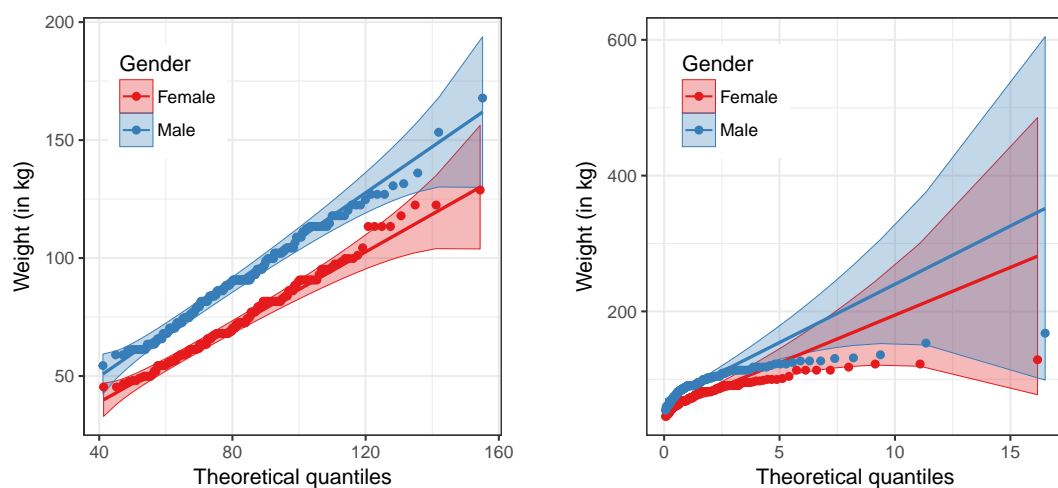 200
150
100
50
Weight (in kg)
Gender
Female
Male
40
80
120
160
Theoretical quantiles
600
400
200
Weight (in kg)
Gender
Female
Male
0
5
10
15
Theoretical quantiles